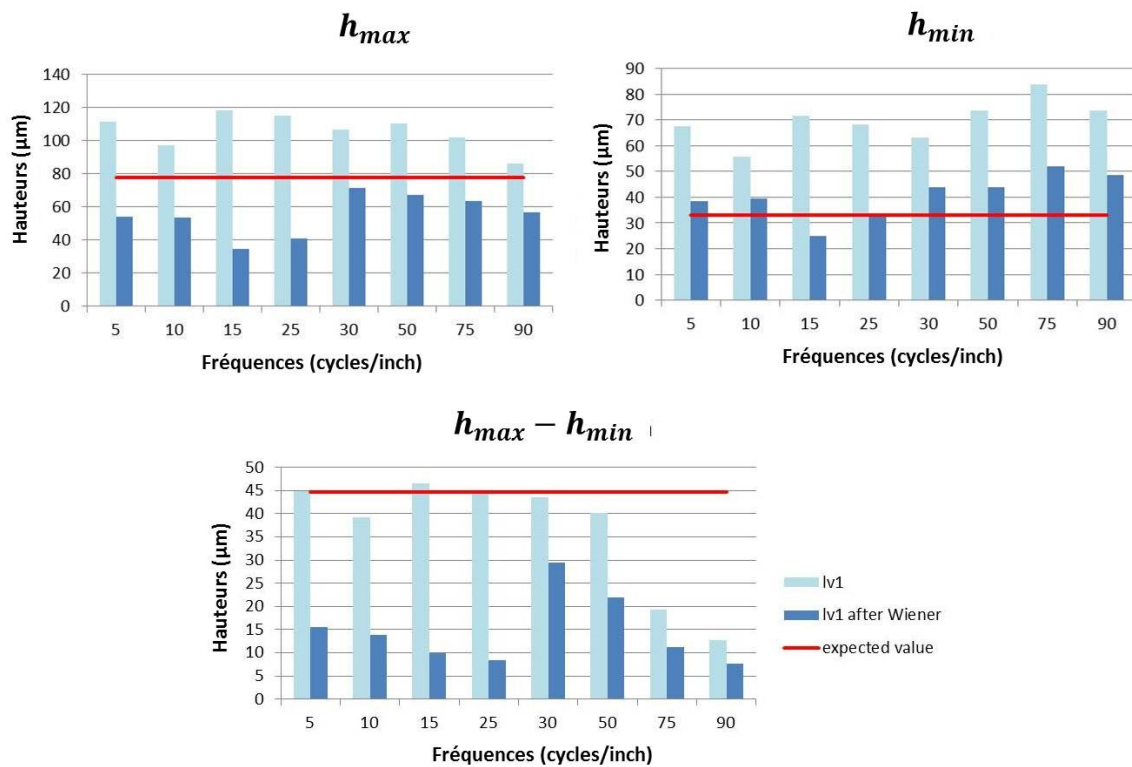 h_max
Hauteurs (µm)
140
120
100
80
60
40
20
0
5 10 15 25 30 50 75 90
Fréquences (cycles/inch)
h_min
Hauteurs (µm)
90
80
70
60
50
40
30
20
10
0
5 10 15 25 30 50 75 90
Fréquences (cycles/inch)
h_max − h_min
Hauteurs (µm)
50
45
40
35
30
25
20
15
10
5
0
5 10 15 25 30 50 75 90
Fréquences (cycles/inch)
lv1
lv1 after Wiener
expected value